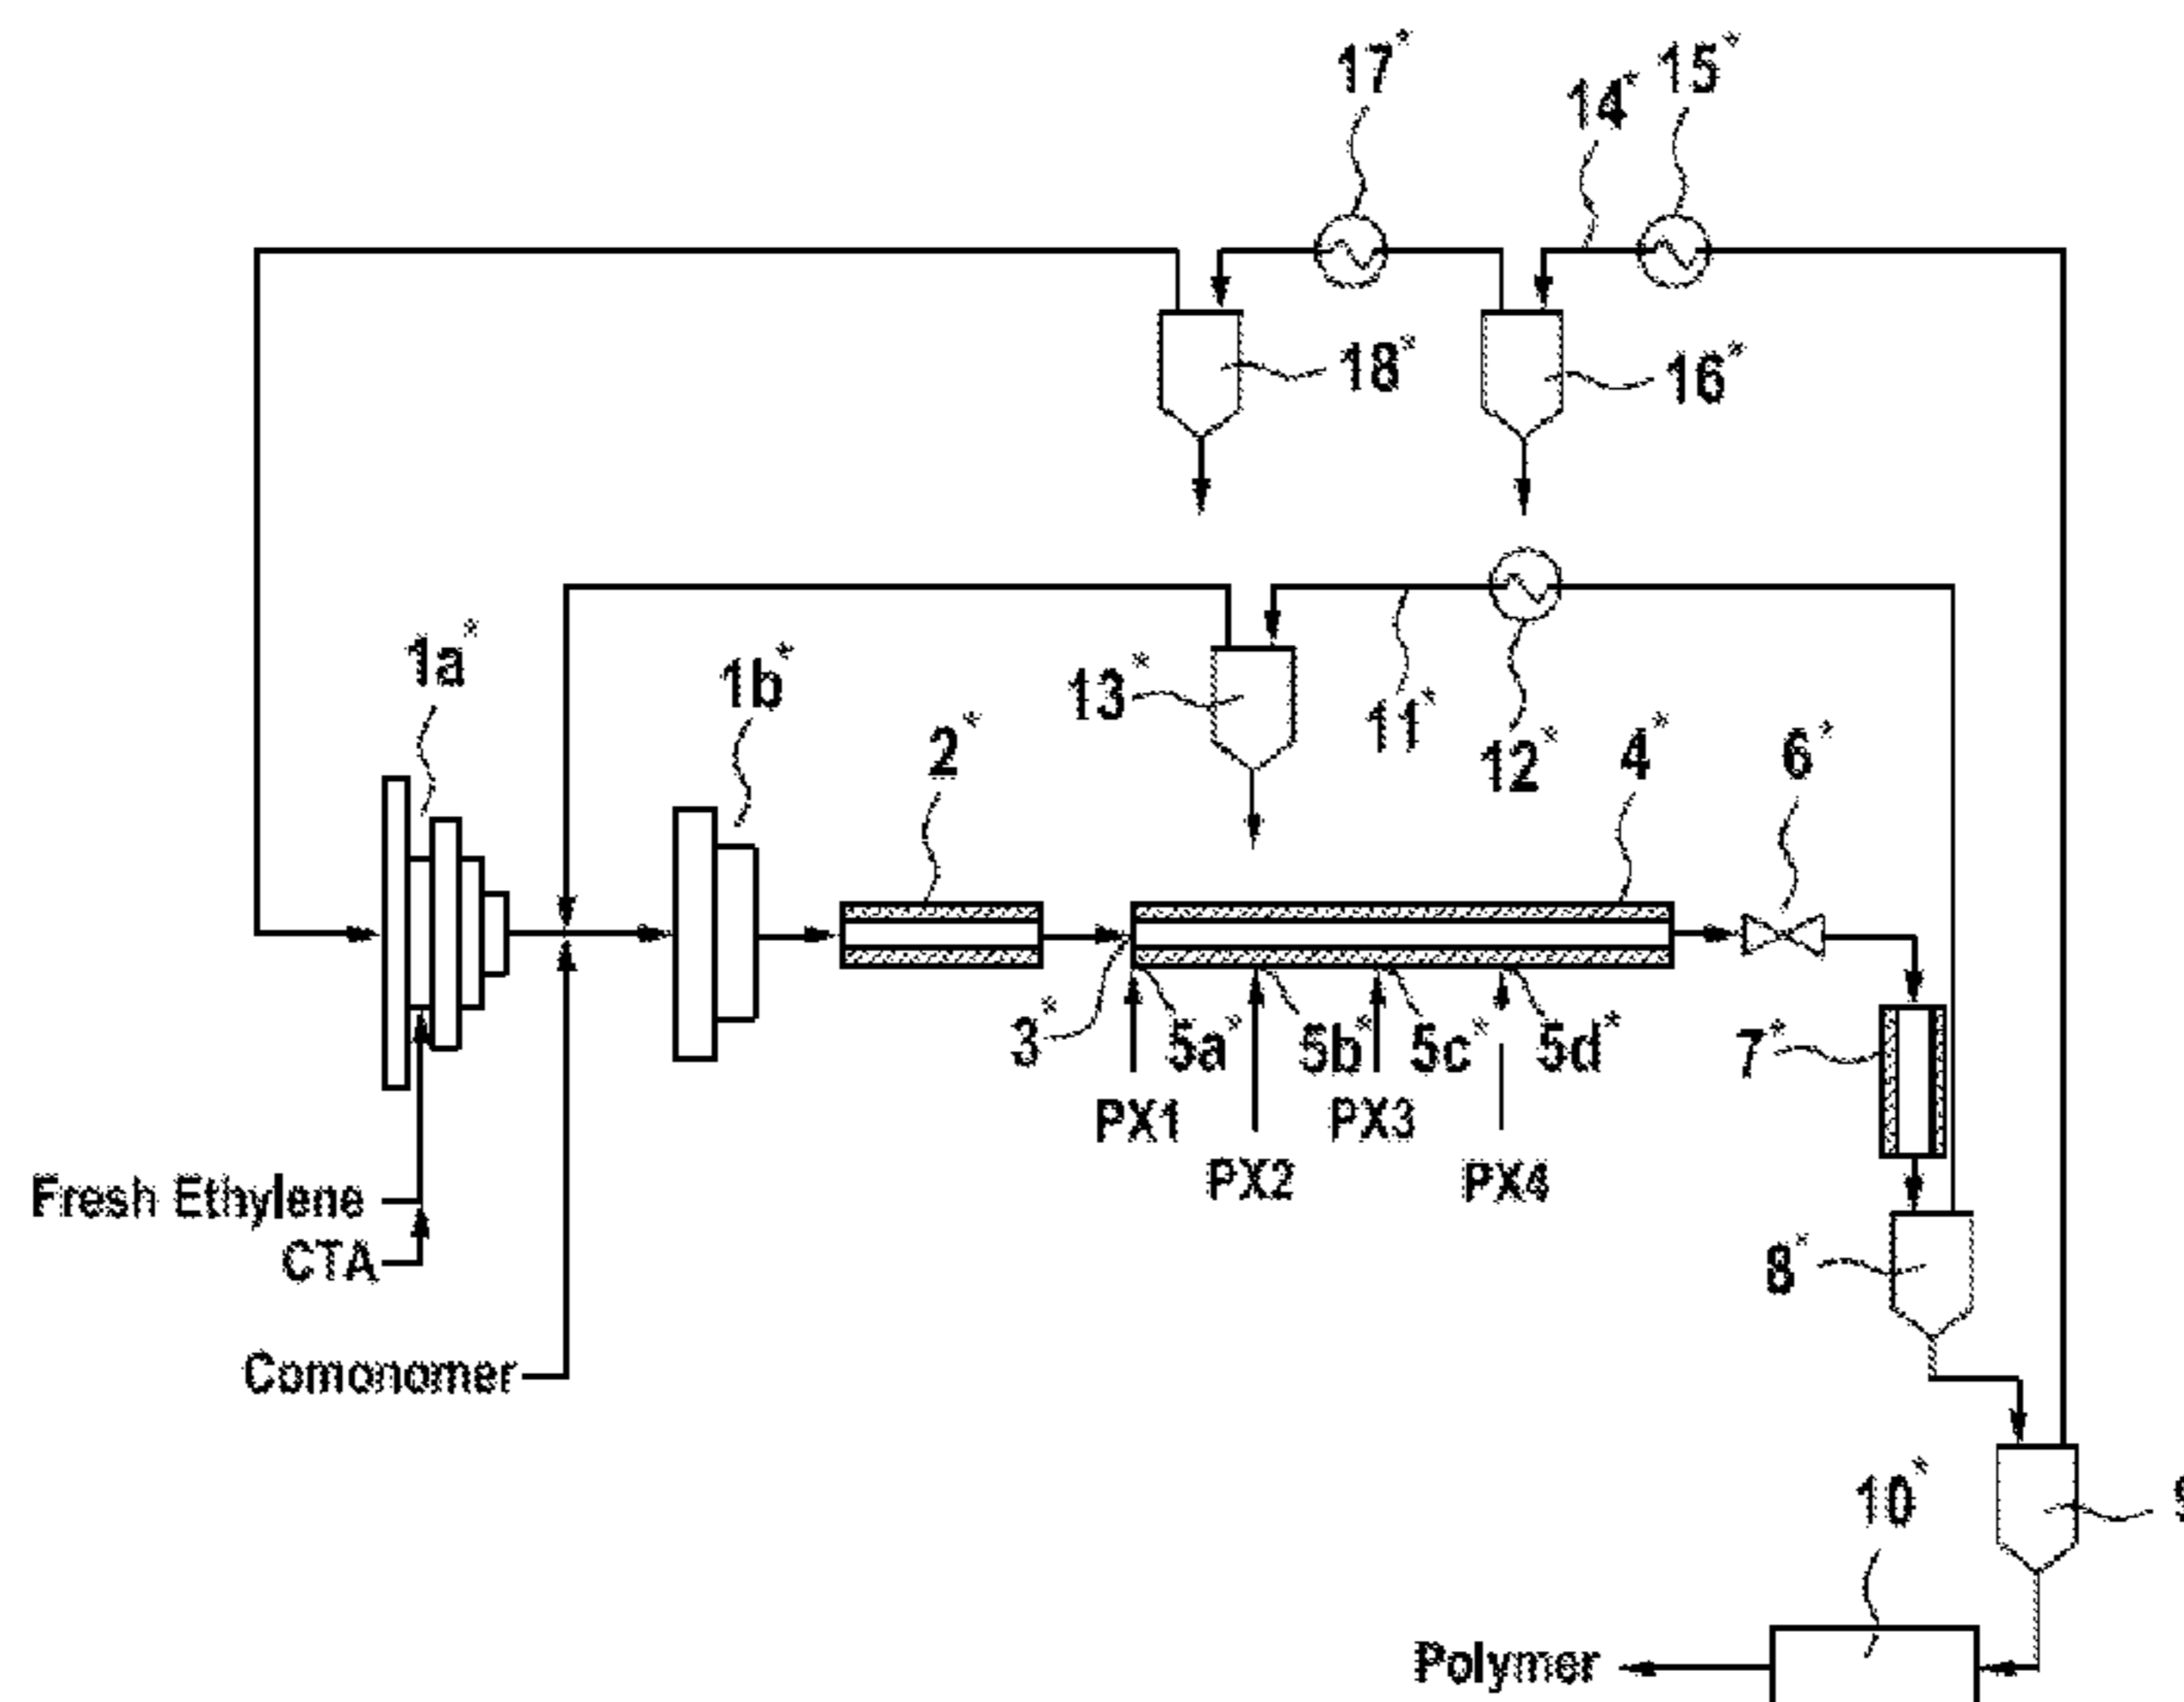 17*
15*
14*
18*
16*
1a*
1b*
13*
11*
12*
2*
4*
6*
3*
5a*
5b*
5c*
5d*
7*
PX1
PX3
PX2
PX4
Fresh Ethylene
CTA
8*
Comonomer
10*
Polymer